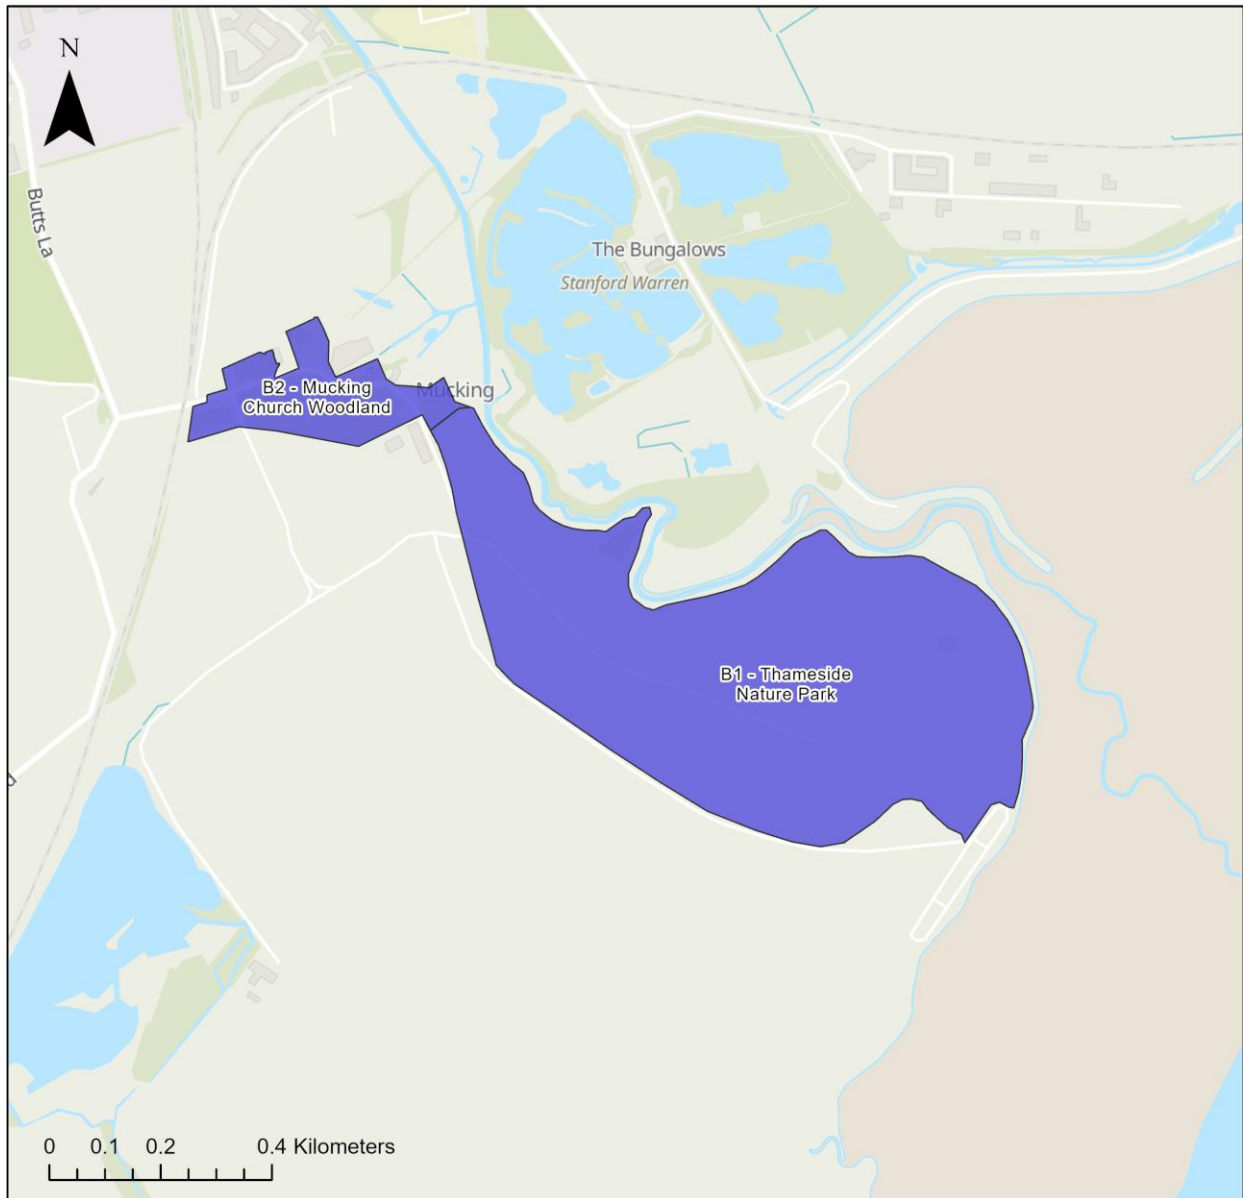 N
Butts La
The Bungalows
Stanford Warren
B2 - Mucking
Church Woodland
Mucking
B1 - Thameside
Nature Park
0 0.1 0.2 0.4 Kilometers